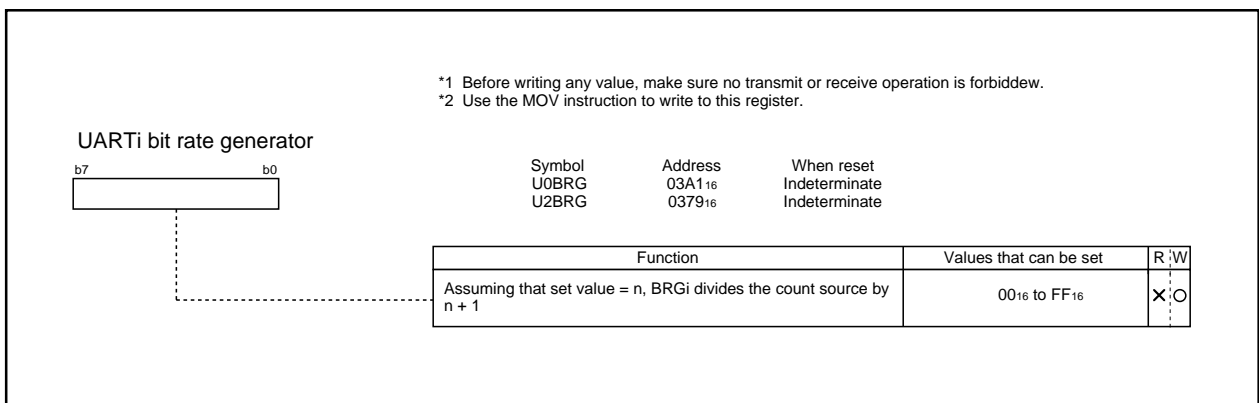 *1 Before writing any value, make sure no transmit or receive operation is forbiddew.
*2 Use the MOV instruction to write to this register.
UARTi bit rate generator
b7 b0
Symbol Address When reset
U0BRG 03A116 Indeterminate
U2BRG 037916 Indeterminate
Function Values that can be set R W
Assuming that set value = n, BRGi divides the count source by
n + 1
0016 to FF16